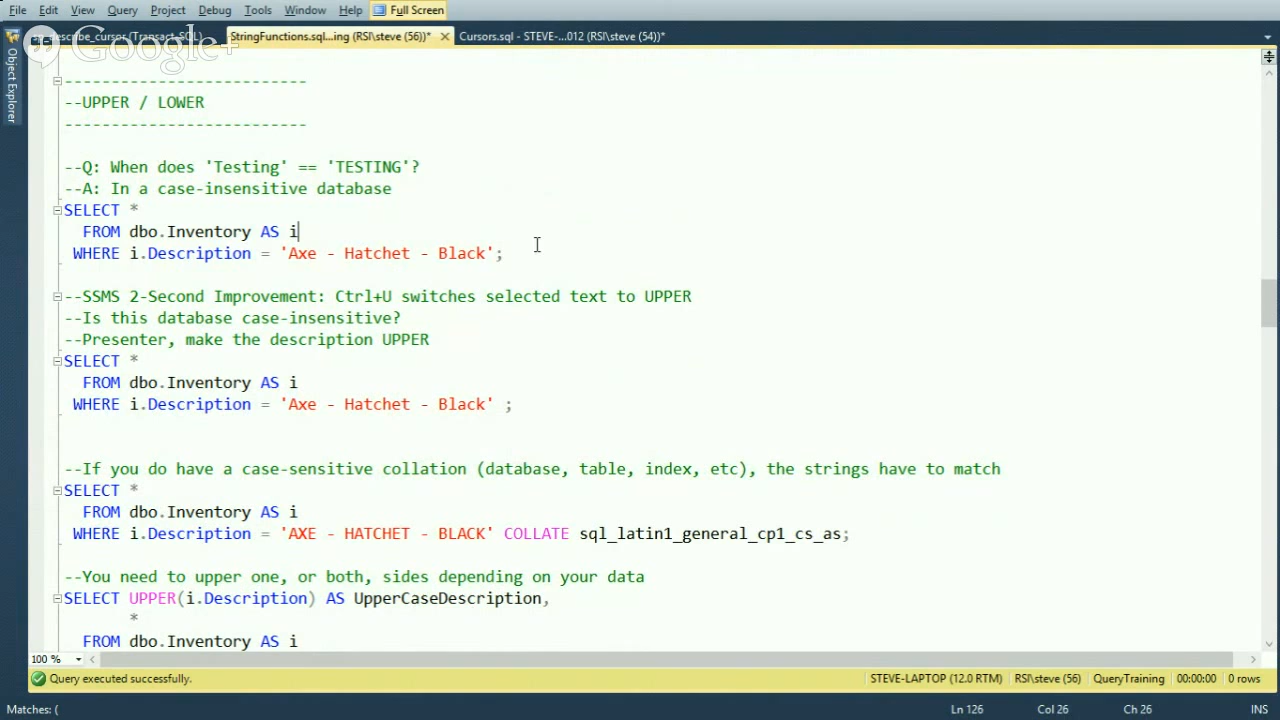 File Edit View Query Project Debug Tools Window Help Full Screen
sp_describe_cursor (Transact-SQL) StringFunctions.sql...ing (RSI\steve (56))* Cursors.sql - STEVE-...012 (RSI\steve (54))*
Google+
Object Explorer
--------------------------
--UPPER / LOWER
--------------------------
--Q: When does 'Testing' == 'TESTING'?
--A: In a case-insensitive database
SELECT *
FROM dbo.Inventory AS i
WHERE i.Description = 'Axe - Hatchet - Black';
--SSMS 2-Second Improvement: Ctrl+U switches selected text to UPPER
--Is this database case-insensitive?
--Presenter, make the description UPPER
SELECT *
FROM dbo.Inventory AS i
WHERE i.Description = 'Axe - Hatchet - Black' ;
--If you do have a case-sensitive collation (database, table, index, etc), the strings have to match
SELECT *
FROM dbo.Inventory AS i
WHERE i.Description = 'AXE - HATCHET - BLACK' COLLATE sql_latin1_general_cp1_cs_as;
--You need to upper one, or both, sides depending on your data
SELECT UPPER(i.Description) AS UpperCaseDescription,
*
FROM dbo.Inventory AS i
100 %
Query executed successfully. STEVE-LAPTOP (12.0 RTM) RSI\steve (56) QueryTraining 00:00:00 0 rows
Matches: ( Ln 126 Col 26 Ch 26 INS